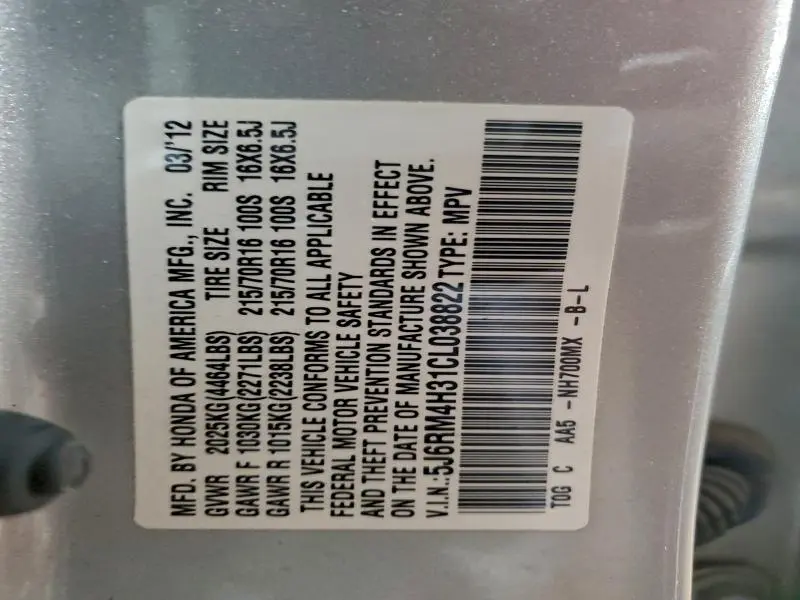 MFD. BY HONDA OF AMERICA MFG., INC. 03/'12
GVWR 2025KG(4464LBS) TIRE SIZE RIM SIZE
GAWR F 1030KG(2271LBS) 215/70R16 100S 16X6.5J
GAWR R 1015KG(2238LBS) 215/70R16 100S 16X6.5J
THIS VEHICLE CONFORMS TO ALL APPLICABLE
FEDERAL MOTOR VEHICLE SAFETY
AND THEFT PREVENTION STANDARDS IN EFFECT
ON THE DATE OF MANUFACTURE SHOWN ABOVE.
V.I.N.:5J6RM4H31CL038822 TYPE: MPV
T0G C AA5 -NH700MX -B-L